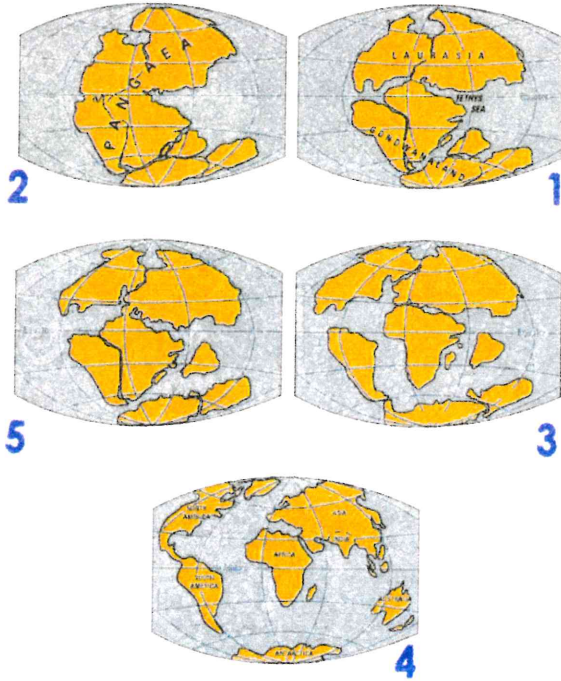 PANGAEA
LAURASIA
TETHYS
SEA
GONDWANALAND
2
1
5
3
NORTH
AMERICA
ASIA
INDIA
AFRICA
SOUTH
AMERICA
ANTARCTICA
4